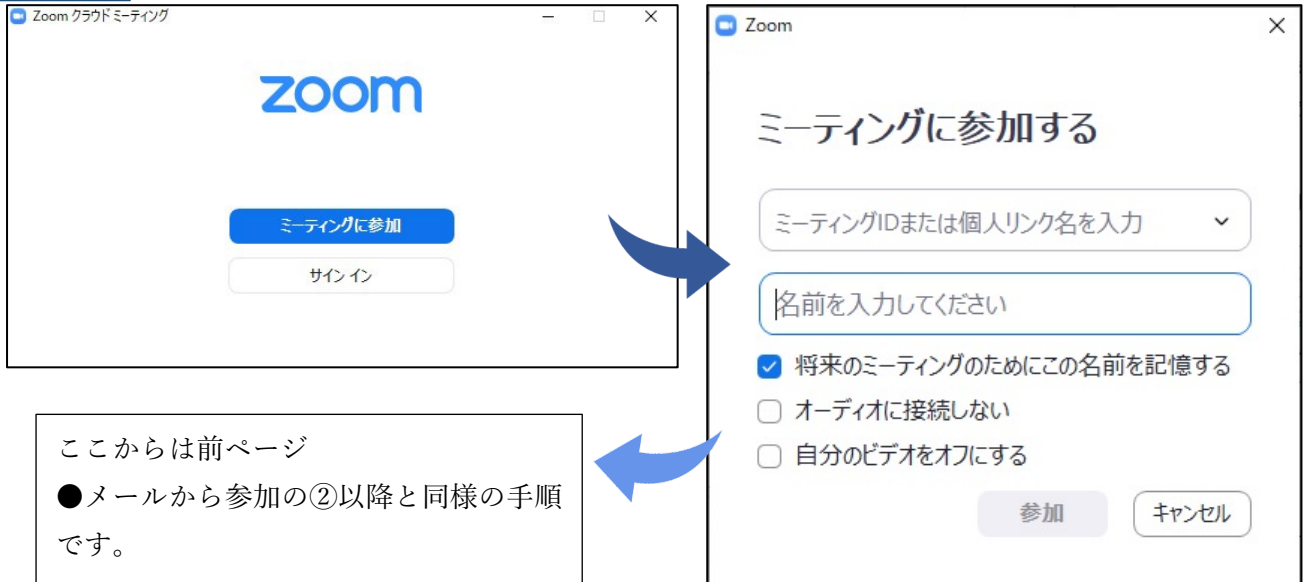 Zoom クラウド ミーティング
zoom
ミーティングに参加
サイン イン
Zoom
ミーティングに参加する
ミーティングIDまたは個人リンク名を入力
名前を入力してください
将来のミーティングのためにこの名前を記憶する
オーディオに接続しない
自分のビデオをオフにする
参加
キャンセル
ここからは前ページ
●メールから参加の②以降と同様の手順
です。